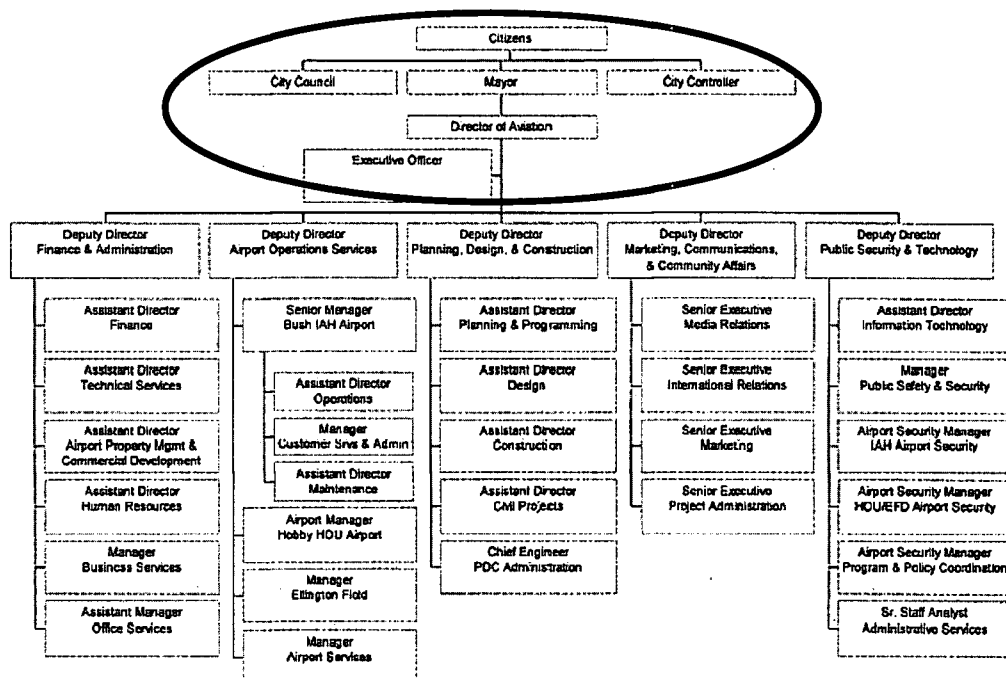 Citizens
City Council
Mayor
City Controller
Director of Aviation
Executive Officer
Deputy Director
Finance & Administration
Assistant Director
Finance
Assistant Director
Technical Services
Assistant Director
Airport Property Mgmt &
Commercial Development
Assistant Director
Human Resources
Manager
Business Services
Assistant Manager
Office Services
Deputy Director
Airport Operations Services
Senior Manager
Bush IAH Airport
Assistant Director
Operations
Manager
Customer Srvs & Admin
Assistant Director
Maintenance
Airport Manager
Hobby HOU Airport
Manager
Ellington Field
Manager
Airport Services
Deputy Director
Planning, Design, & Construction
Assistant Director
Planning & Programming
Assistant Director
Design
Assistant Director
Construction
Assistant Director
Civil Projects
Chief Engineer
PDC Administration
Deputy Director
Marketing, Communications,
& Community Affairs
Senior Executive
Media Relations
Senior Executive
International Relations
Senior Executive
Marketing
Senior Executive
Project Administration
Deputy Director
Public Security & Technology
Assistant Director
Information Technology
Manager
Public Safety & Security
Airport Security Manager
IAH Airport Security
Airport Security Manager
HOU/EFD Airport Security
Airport Security Manager
Program & Policy Coordination
Sr. Staff Analyst
Administrative Services